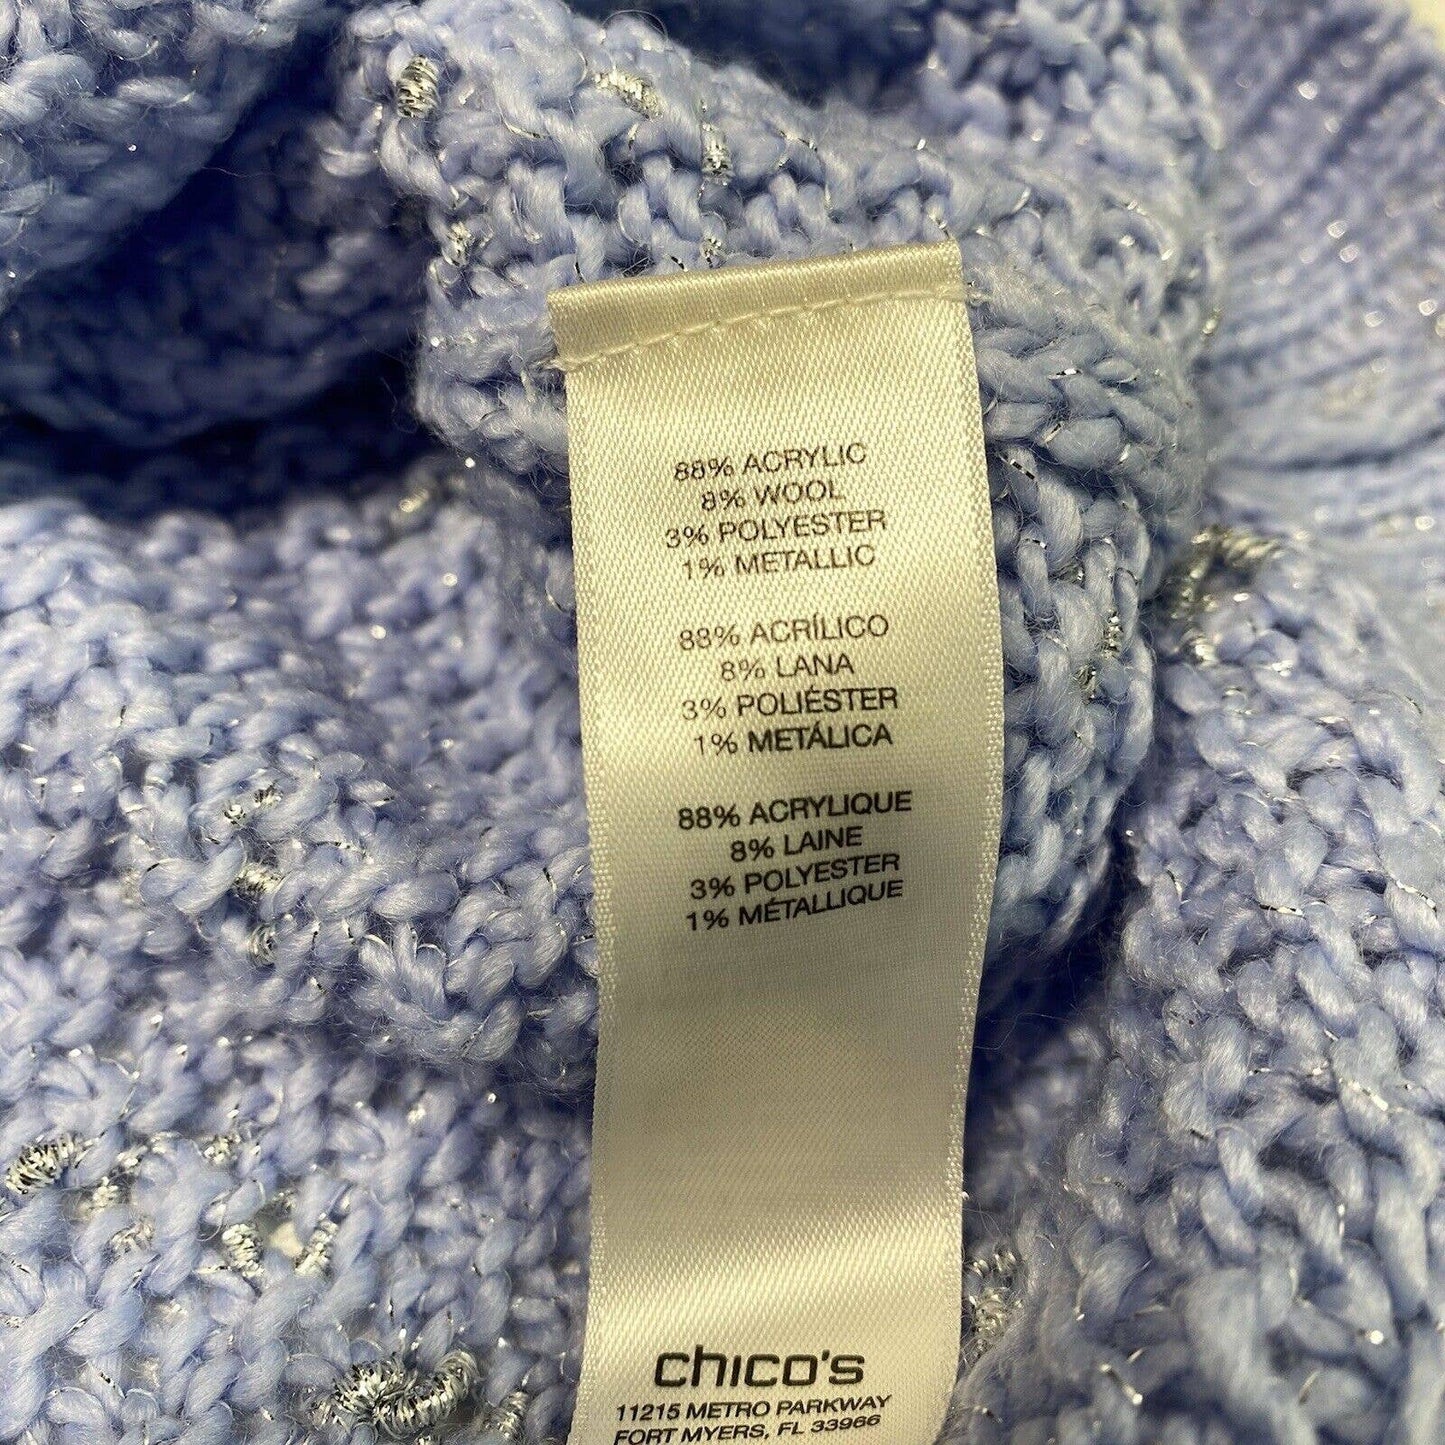 88% ACRYLIC
8% WOOL
3% POLYESTER
1% METALLIC
88% ACRÍLICO
8% LANA
3% POLIÉSTER
1% METÁLICA
88% ACRYLIQUE
8% LAINE
3% POLYESTER
1% MÉTALLIQUE
chico's
11215 METRO PARKWAY
FORT MYERS, FL 33966